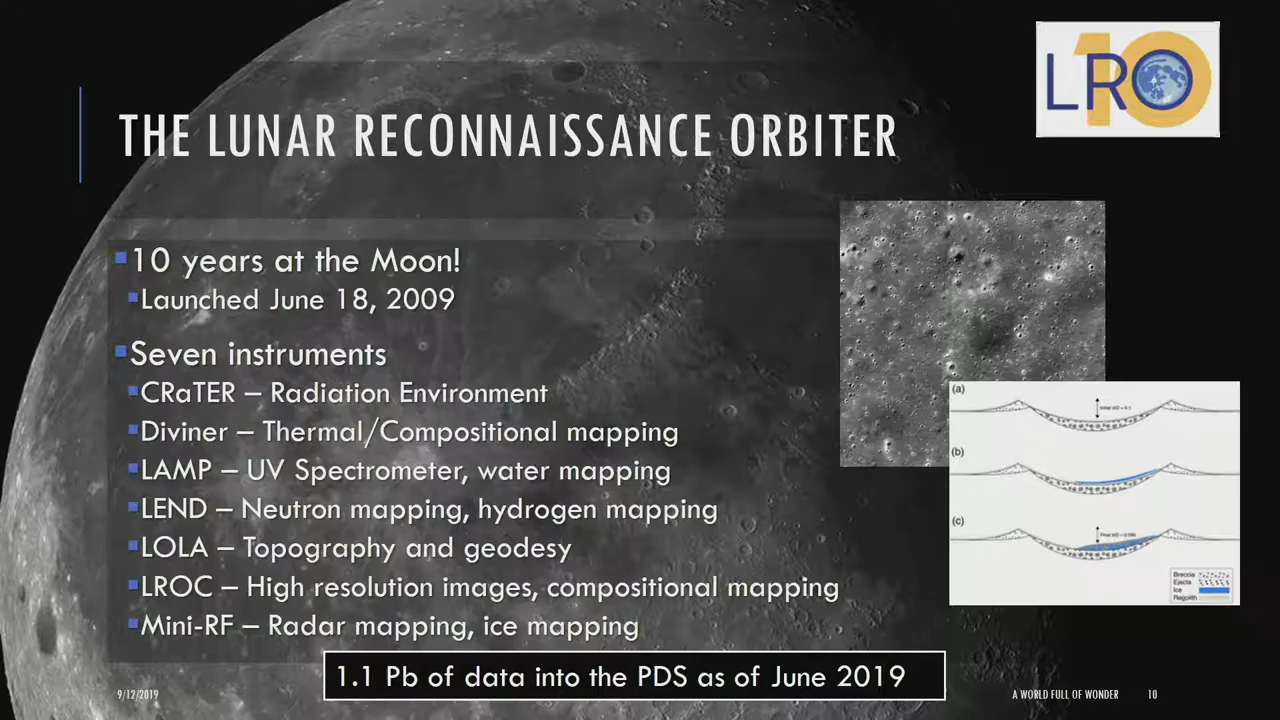 LRO
10
THE LUNAR RECONNAISSANCE ORBITER
10 years at the Moon!
Launched June 18, 2009
Seven instruments
CRaTER – Radiation Environment
Diviner – Thermal/Compositional mapping
LAMP – UV Spectrometer, water mapping
LEND – Neutron mapping, hydrogen mapping
LOLA – Topography and geodesy
LROC – High resolution images, compositional mapping
Mini-RF – Radar mapping, ice mapping
(a)
(b)
(c)
Breccia
Ejecta
Ice
Regolith
1.1 Pb of data into the PDS as of June 2019
9/12/2019
A WORLD FULL OF WONDER
10